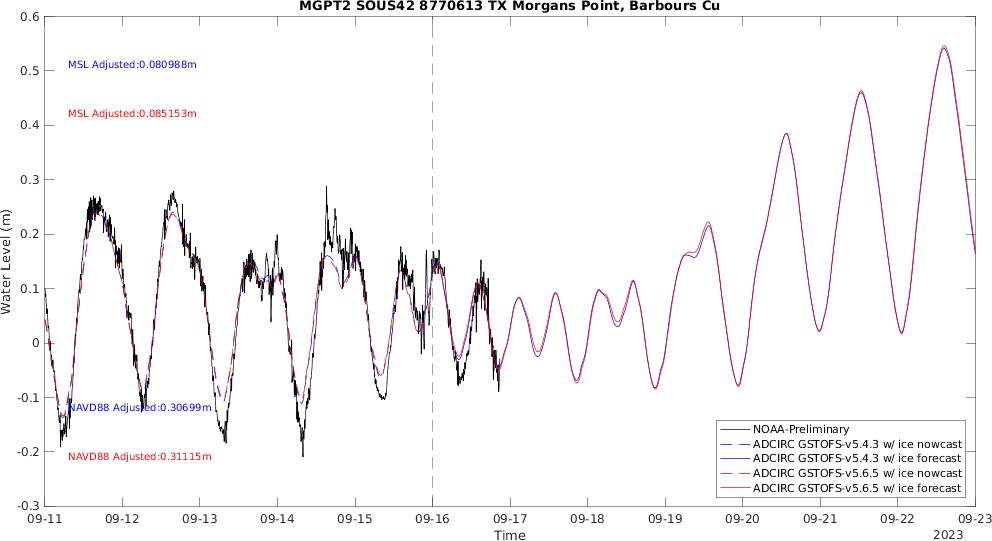 MGPT2 SOUS42 8770613 TX Morgans Point, Barbours Cu
0.6
0.5
0.4
0.3
0.2
0.1
0
-0.1
-0.2
-0.3
Water Level (m)
MSL Adjusted:0.080988m
MSL Adjusted:0.085153m
NAVD88 Adjusted:0.30699m
NAVD88 Adjusted:0.31115m
NOAA-Preliminary
ADCIRC GSTOFS-v5.4.3 w/ ice nowcast
ADCIRC GSTOFS-v5.4.3 w/ ice forecast
ADCIRC GSTOFS-v5.6.5 w/ ice nowcast
ADCIRC GSTOFS-v5.6.5 w/ ice forecast
09-11 09-12 09-13 09-14 09-15 09-16 09-17 09-18 09-19 09-20 09-21 09-22 09-23
Time
2023